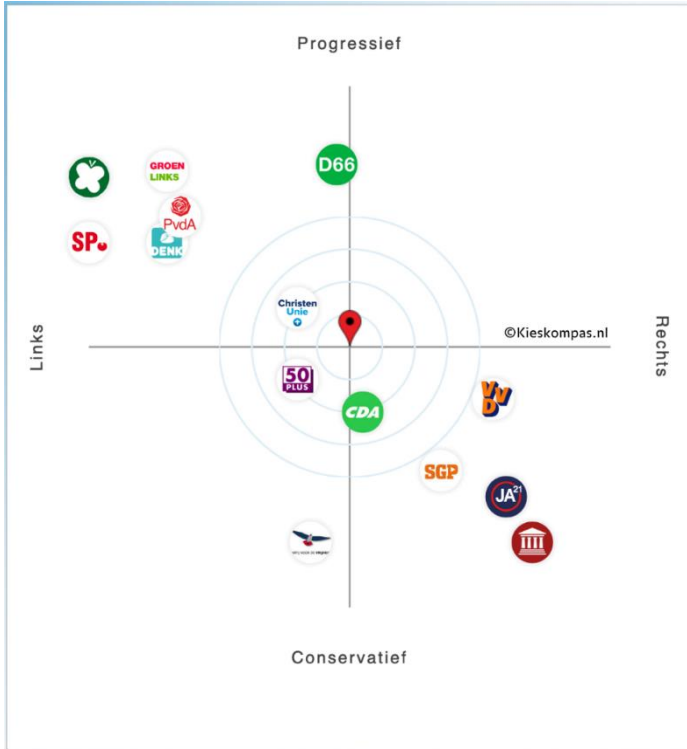 Progressief
D66
GROEN
LINKS
PvdA
SP
DENK
Christen
Unie
©Kieskompas.nl
Links
Rechts
50
PLUS
CDA
VVD
SGP
JA21
Conservatief